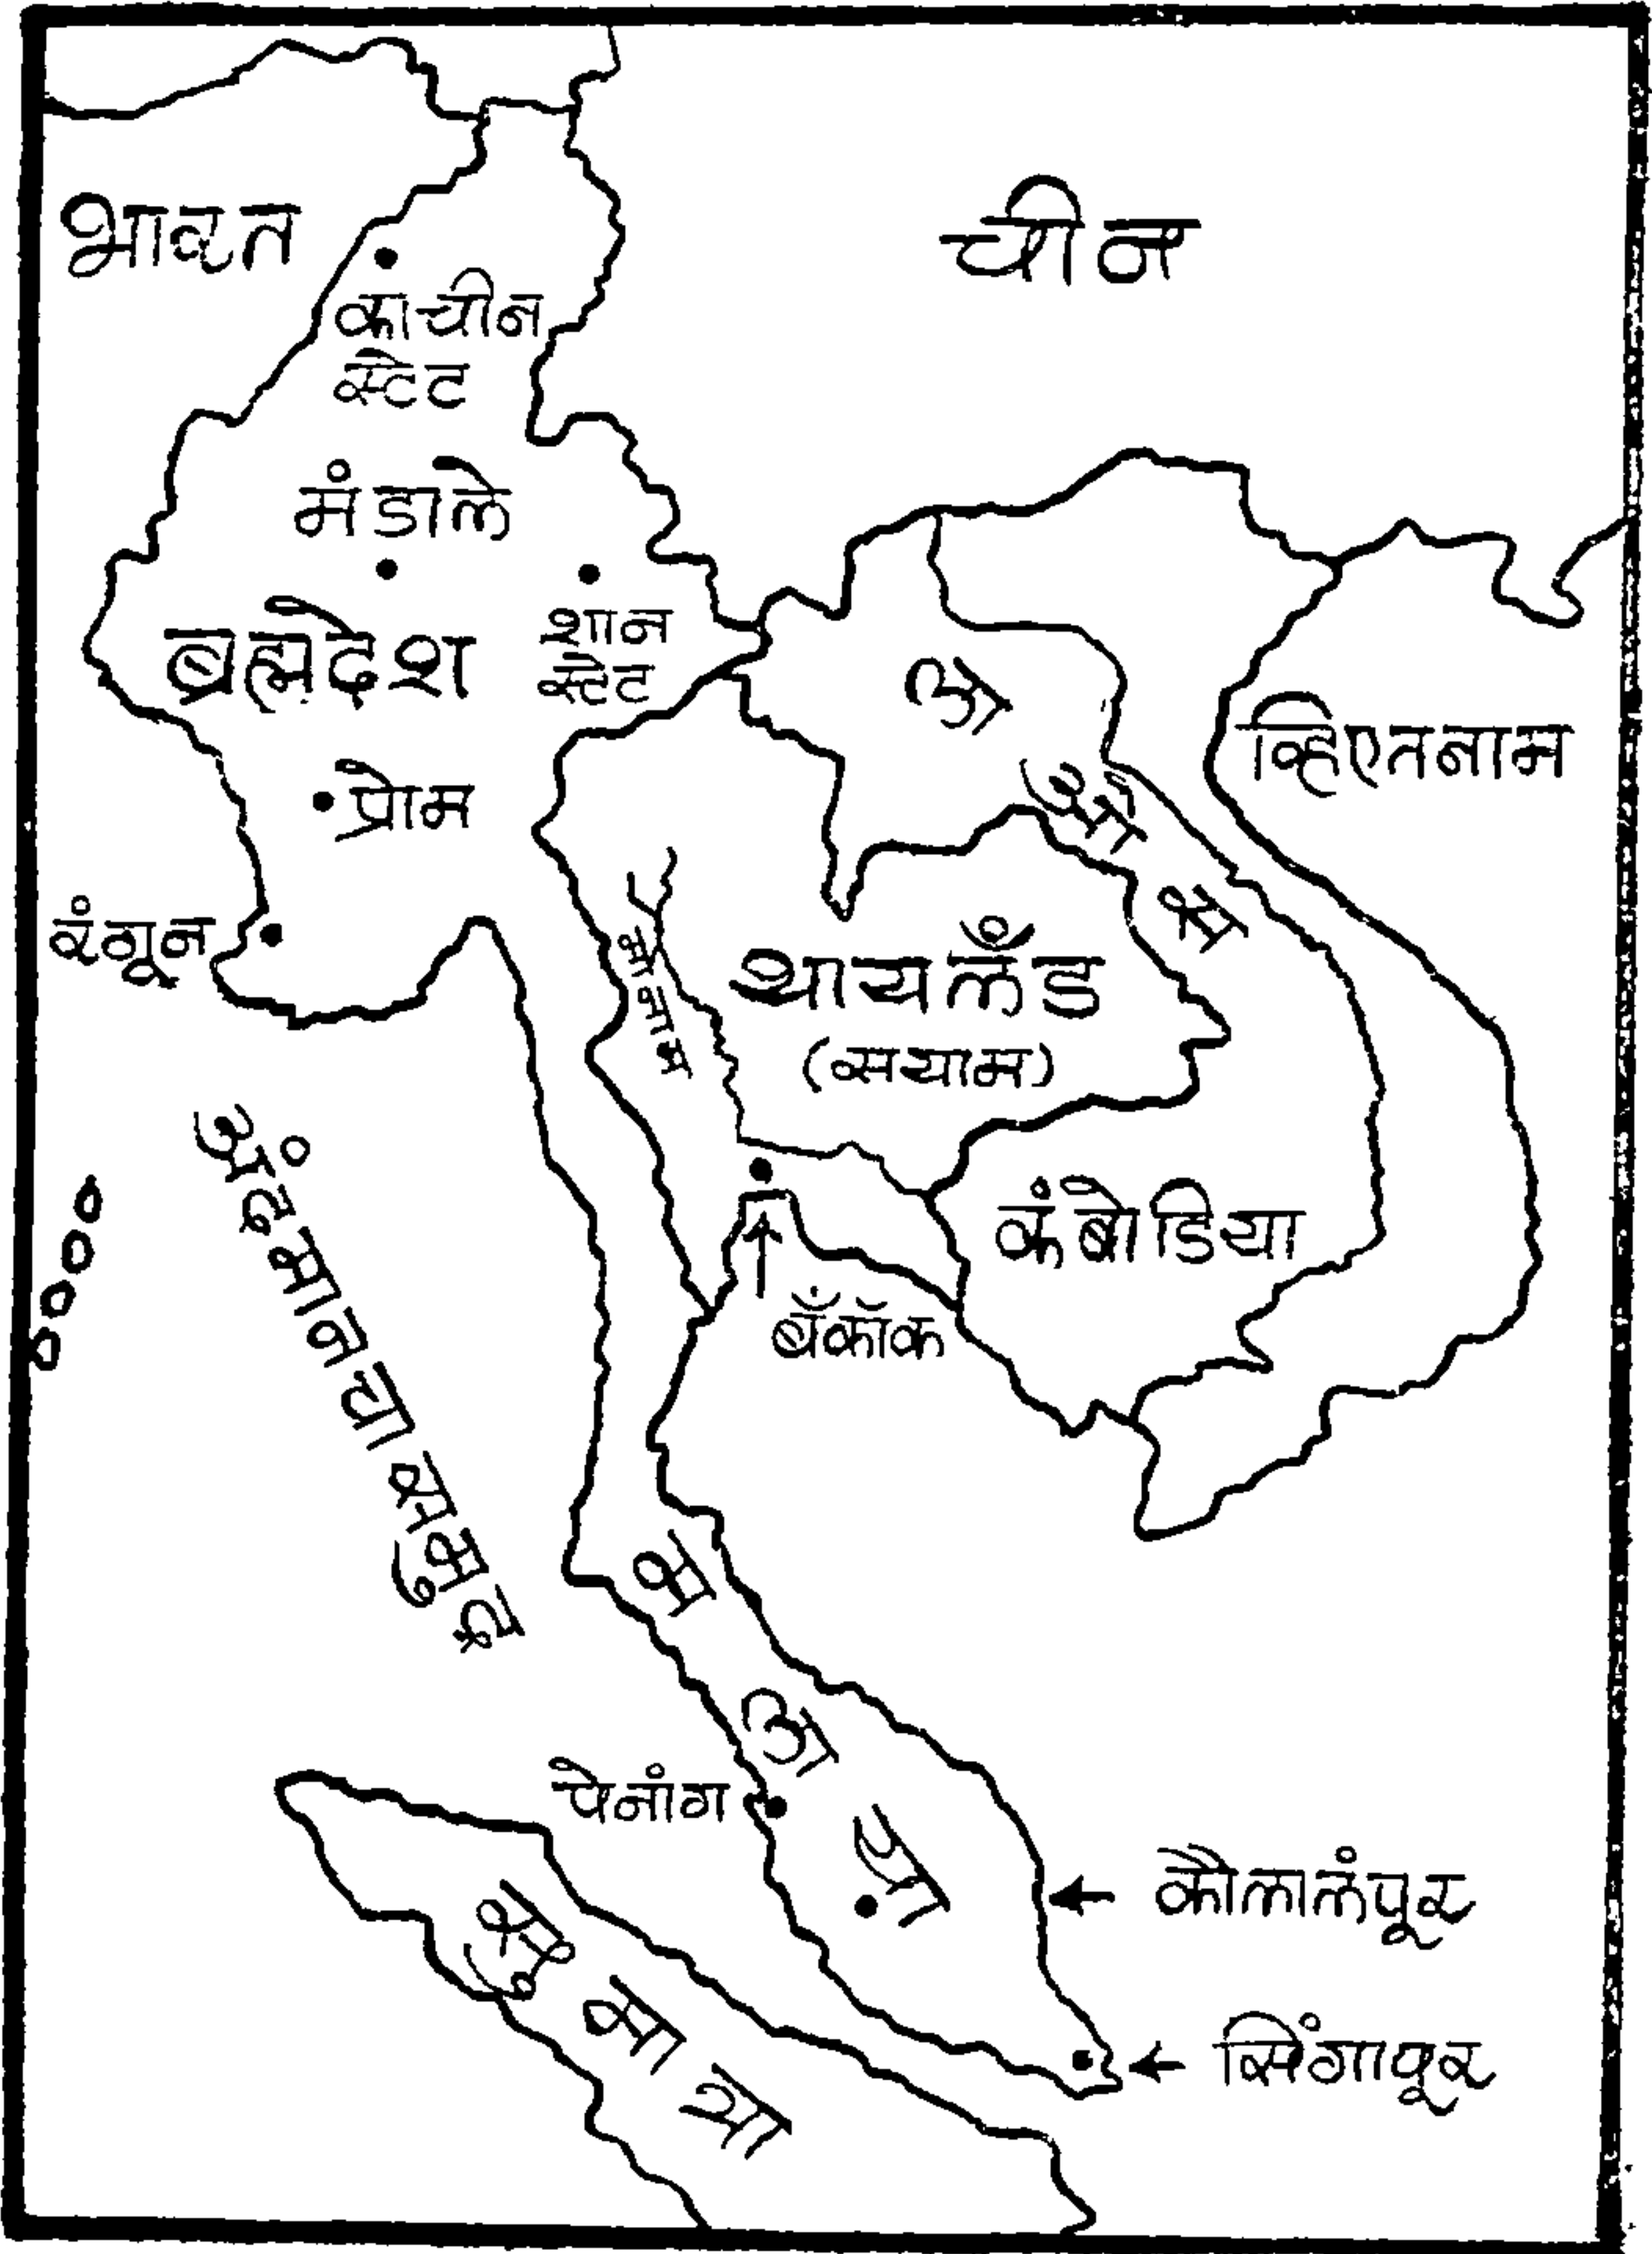 भारत
चीन
काचीन
स्टेट
मंडाले
ब्रह्मदेश
शान
स्टेट
व्हिएतनाम
प्रोम
रंगून
थायलँड
(सयाम)
अंदमानचा समुद्र
कंबोडिया
बँकॉक
पेनांग
कौलालंपूर
सिंगापूर